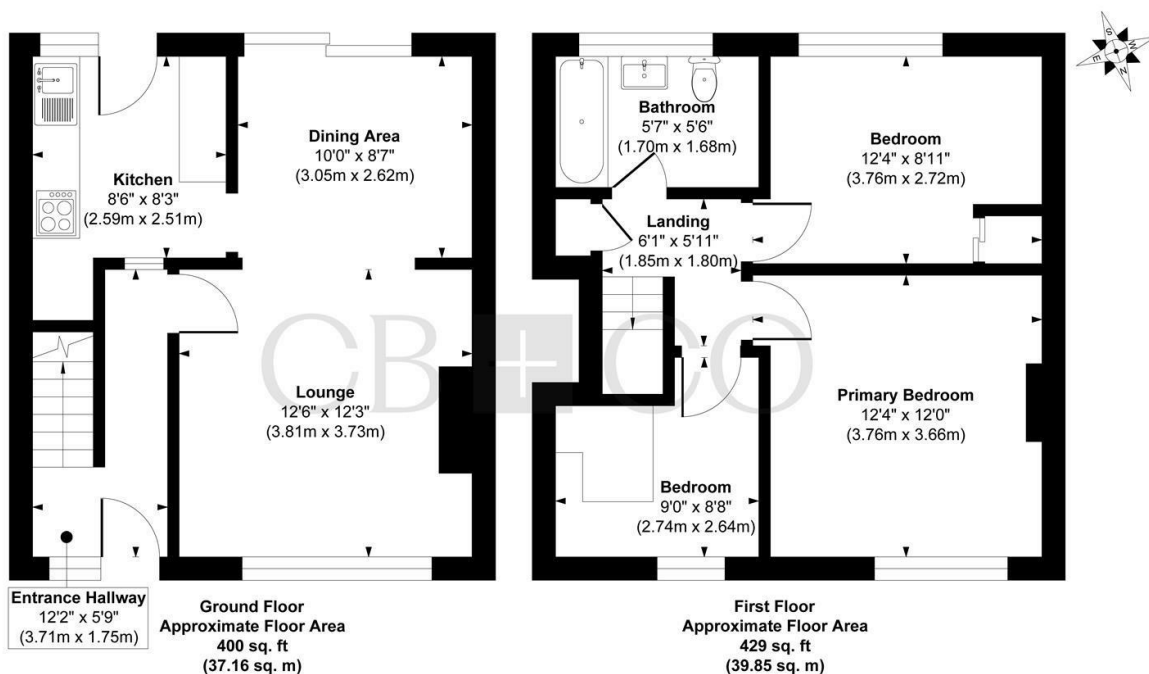 Kitchen
8'6" x 8'3"
(2.59m x 2.51m)
Dining Area
10'0" x 8'7"
(3.05m x 2.62m)
Lounge
12'6" x 12'3"
(3.81m x 3.73m)
Entrance Hallway
12'2" x 5'9"
(3.71m x 1.75m)
Ground Floor
Approximate Floor Area
400 sq. ft
(37.16 sq. m)
Bathroom
5'7" x 5'6"
(1.70m x 1.68m)
Bedroom
12'4" x 8'11"
(3.76m x 2.72m)
Landing
6'1" x 5'11"
(1.85m x 1.80m)
Primary Bedroom
12'4" x 12'0"
(3.76m x 3.66m)
Bedroom
9'0" x 8'8"
(2.74m x 2.64m)
First Floor
Approximate Floor Area
429 sq. ft
(39.85 sq. m)
S
W
E
N
CB+CO